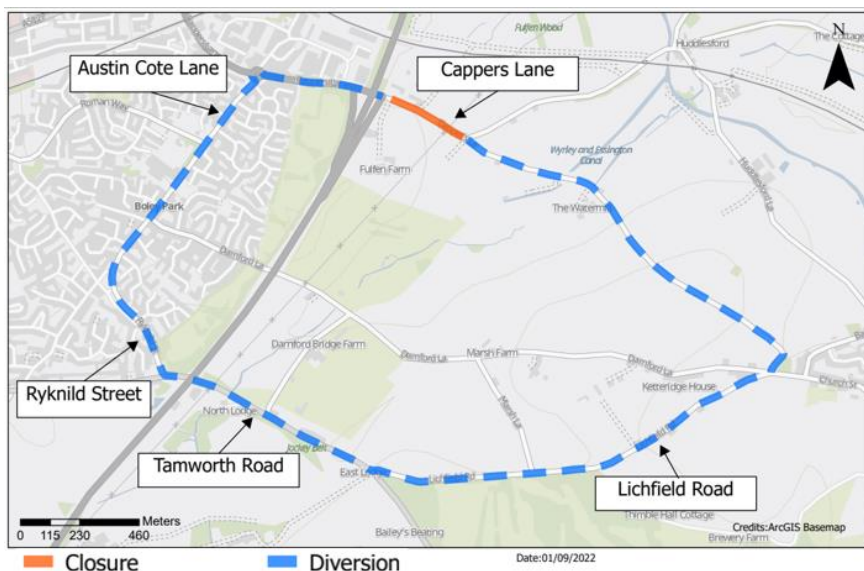 Fulfen Wood
Huddlesford
The Cottage
N
Austin Cote Lane
Cappers Lane
Roman Way
Wyrley and Essington
Canal
Fulfen Farm
Huddlesford La
The Watermill
Boley Park
Darnford La
Darnford Bridge Farm
Darnford La
Marsh Farm
Darnford La
Ketteridge House
Church St
Ryknild Street
North Lodge
Marsh La
Tamworth Road
Jockey Belt
East Lodge
Lichfield Rd
Lichfield Road
Thimble Hall Cottage
Meters
0 115 230 460
Bailey's Bearing
Credits:ArcGIS Basemap
Brewery Farm
Closure
Diversion
Date:01/09/2022